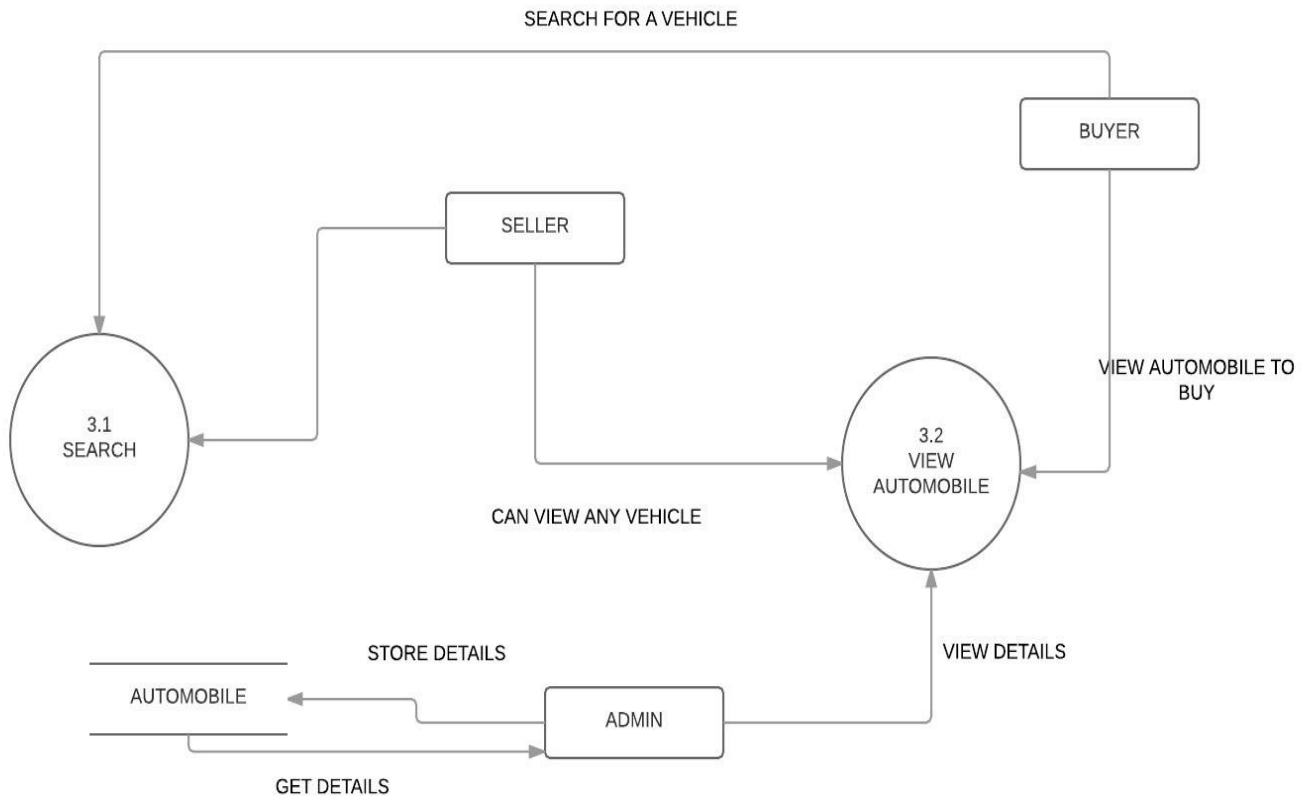 SEARCH FOR A VEHICLE
BUYER
SELLER
VIEW AUTOMOBILE TO
BUY
3.1
SEARCH
3.2
VIEW
AUTOMOBILE
CAN VIEW ANY VEHICLE
STORE DETAILS
VIEW DETAILS
AUTOMOBILE
ADMIN
GET DETAILS